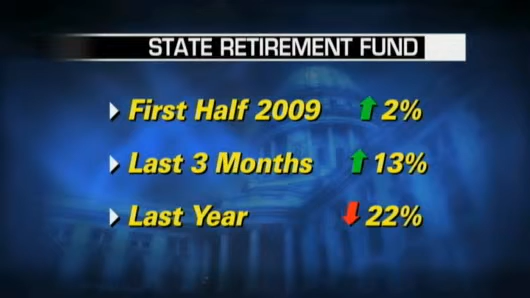 STATE RETIREMENT FUND
First Half 2009 2%
Last 3 Months 13%
Last Year 22%